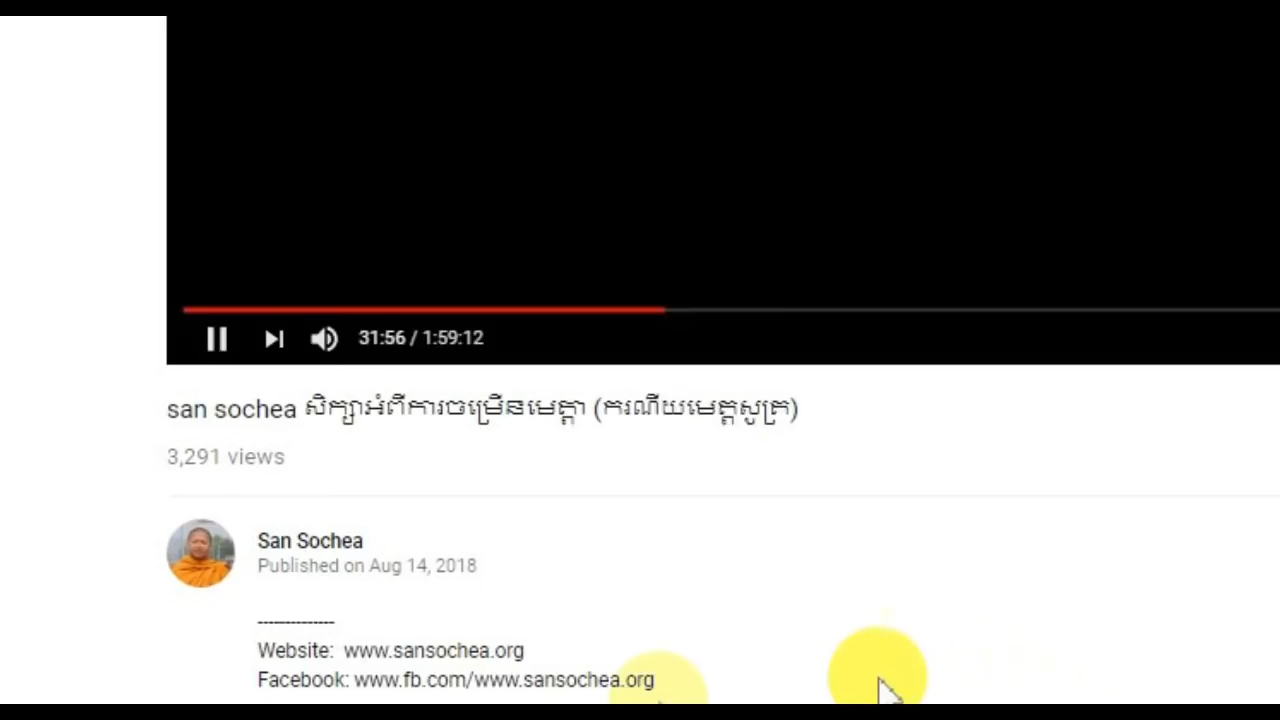 31:56 / 1:59:12
san sochea សិក្សាអំពីការចម្រើនមេត្តា (ករណីយមេត្តសូត្រ)
3,291 views
San Sochea
Published on Aug 14, 2018
---------------
Website: www.sansochea.org
Facebook: www.fb.com/www.sansochea.org